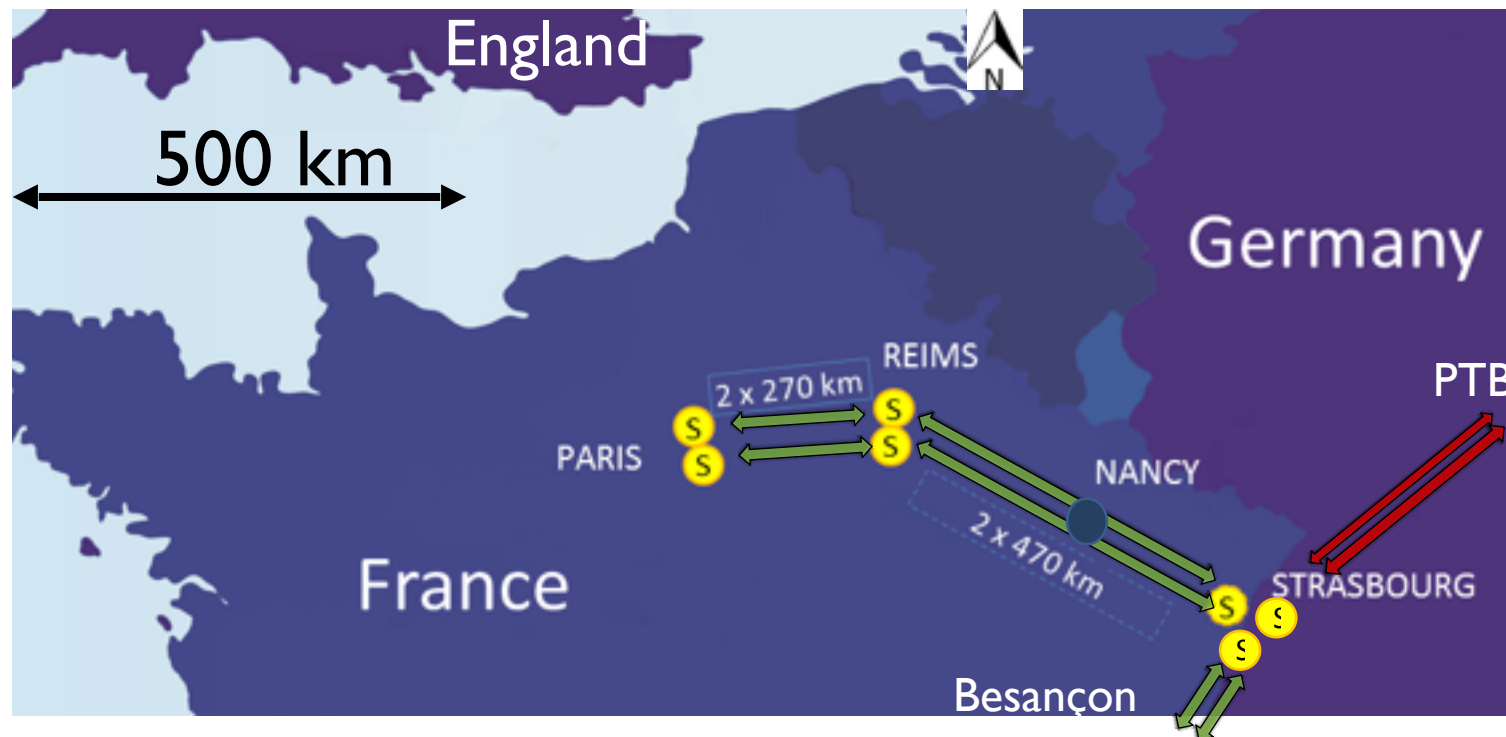 England
N
500 km
Germany
REIMS
PTB
2 x 270 km
S
S
S
S
PARIS
NANCY
2 x 470 km
France
STRASBOURG
S
S
S
Besançon